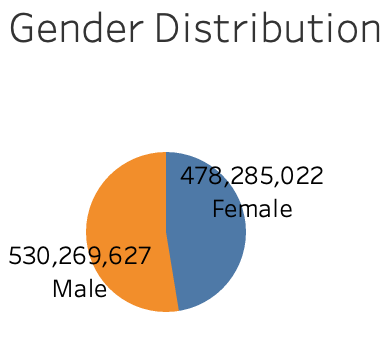 Gender Distribution
478,285,022
Female
530,269,627
Male